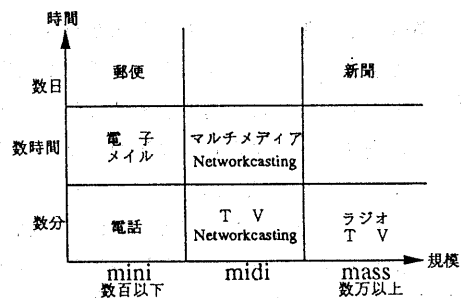 時間
数日
郵便
新聞
数時間
電 子
メイル
マルチメディア
Networkcasting
数分
電話
T V
Networkcasting
ラジオ
T V
規模
mini
midi
mass
数百以下
数万以上